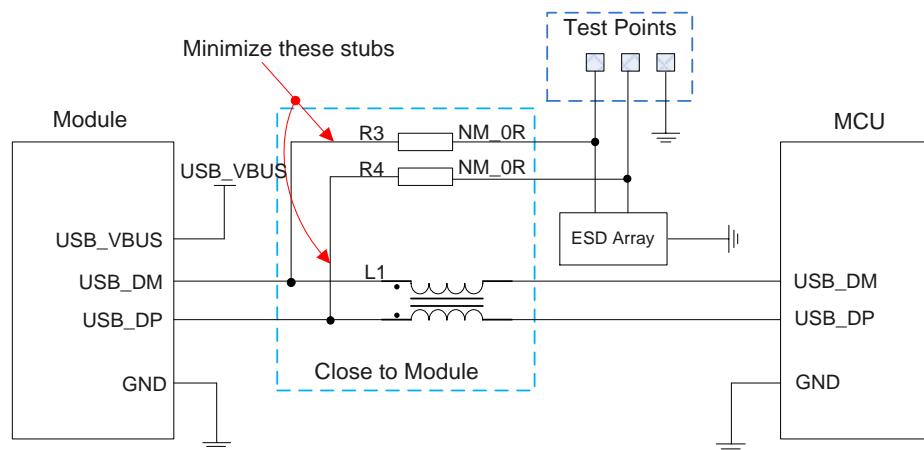 Minimize these stubs
Test Points
Module
MCU
R3
NM_0R
R4
NM_0R
USB_VBUS
ESD Array
USB_VBUS
USB_DM
L1
USB_DM
USB_DP
USB_DP
Close to Module
GND
GND